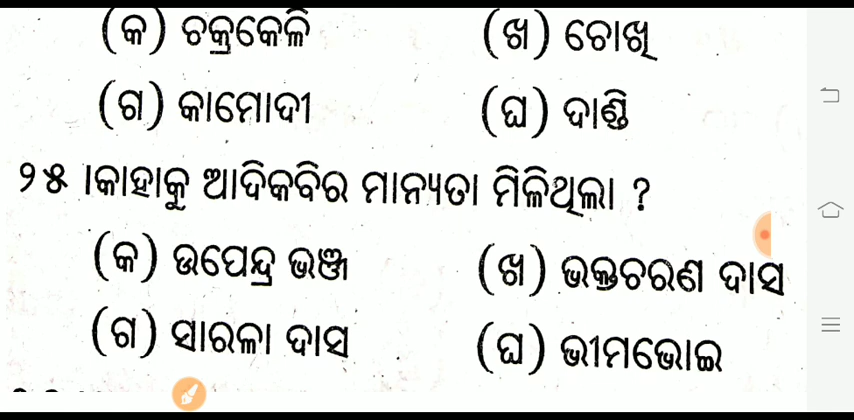 (କ) ଚକ୍ରକେଳି (ଖ) ଚୋଖି
(ଗ) କାମୋଦୀ (ଘ) ଦାଣ୍ଡି
୨୫ ।କାହାକୁ ଆଦିକବିର ମାନ୍ୟତା ମିଳିଥିଲା ?
(କ) ଉପେନ୍ଦ୍ର ଭଞ୍ଜ (ଖ) ଭକ୍ତଚରଣ ଦାସ
(ଗ) ସାରଳା ଦାସ (ଘ) ଭୀମଭୋଇ